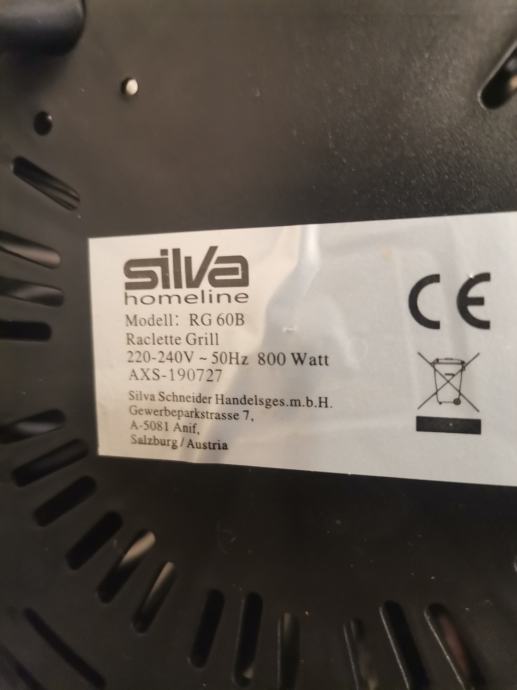 silva
homeline
Modell: RG 60B
Raclette Grill
220-240V ~ 50Hz 800 Watt
AXS-190727
Silva Schneider Handelsges.m.b.H.
Gewerbeparkstrasse 7,
A-5081 Anif,
Salzburg / Austria
CE